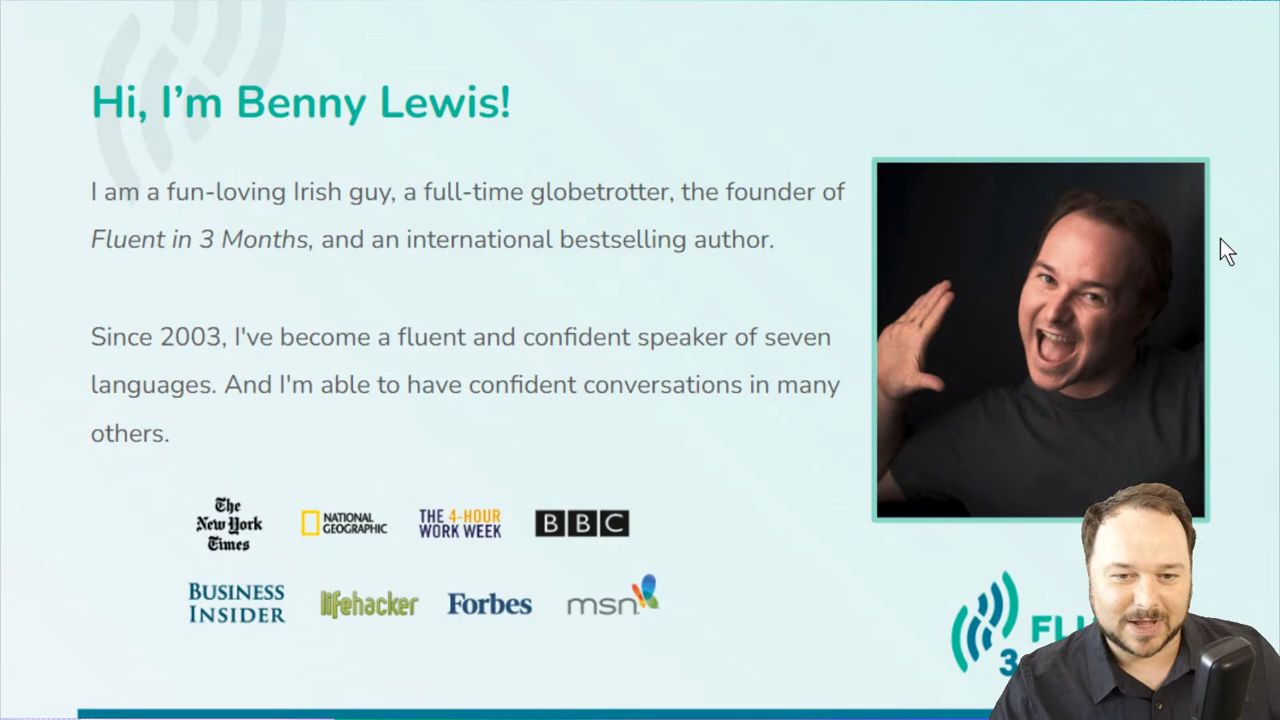 Hi, I'm Benny Lewis!
I am a fun-loving Irish guy, a full-time globetrotter, the founder of
Fluent in 3 Months, and an international bestselling author.
Since 2003, I've become a fluent and confident speaker of seven
languages. And I'm able to have confident conversations in many
others.
The
New York
Times
NATIONAL
GEOGRAPHIC
THE 4-HOUR
WORK WEEK
BBC
BUSINESS
INSIDER
lifehacker
Forbes
msn
3